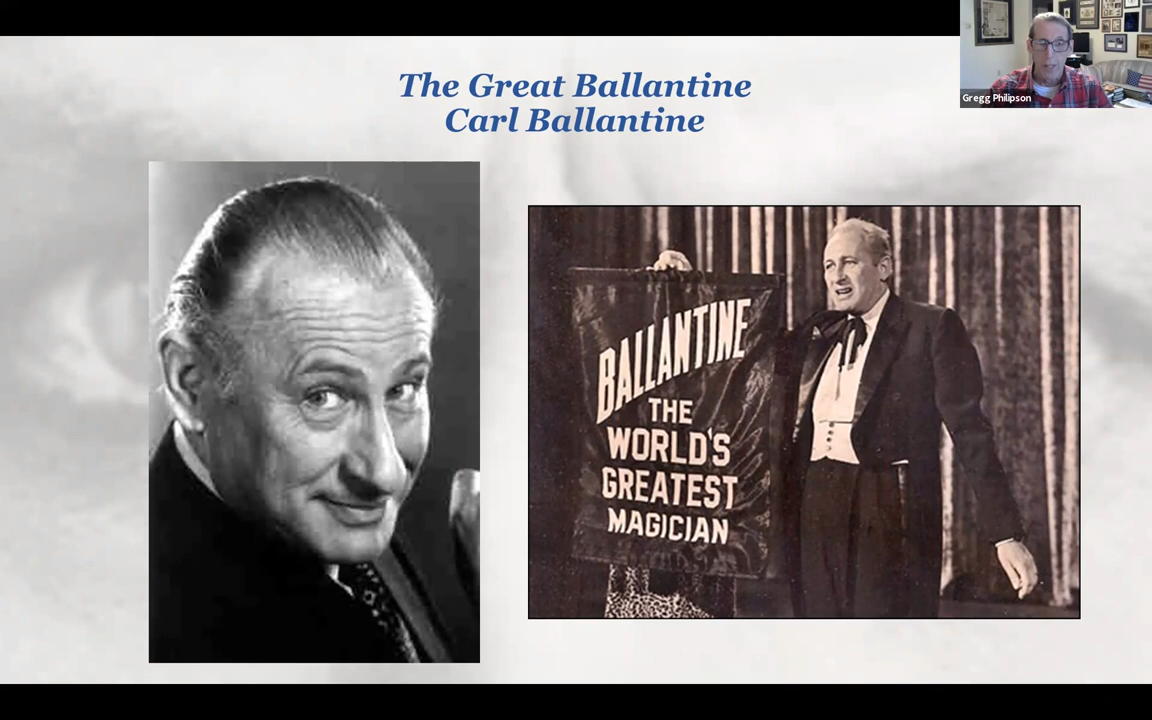 The Great Ballantine
Carl Ballantine
Gregg Philipson
BALLANTINE
THE
WORLD'S
GREATEST
MAGICIAN